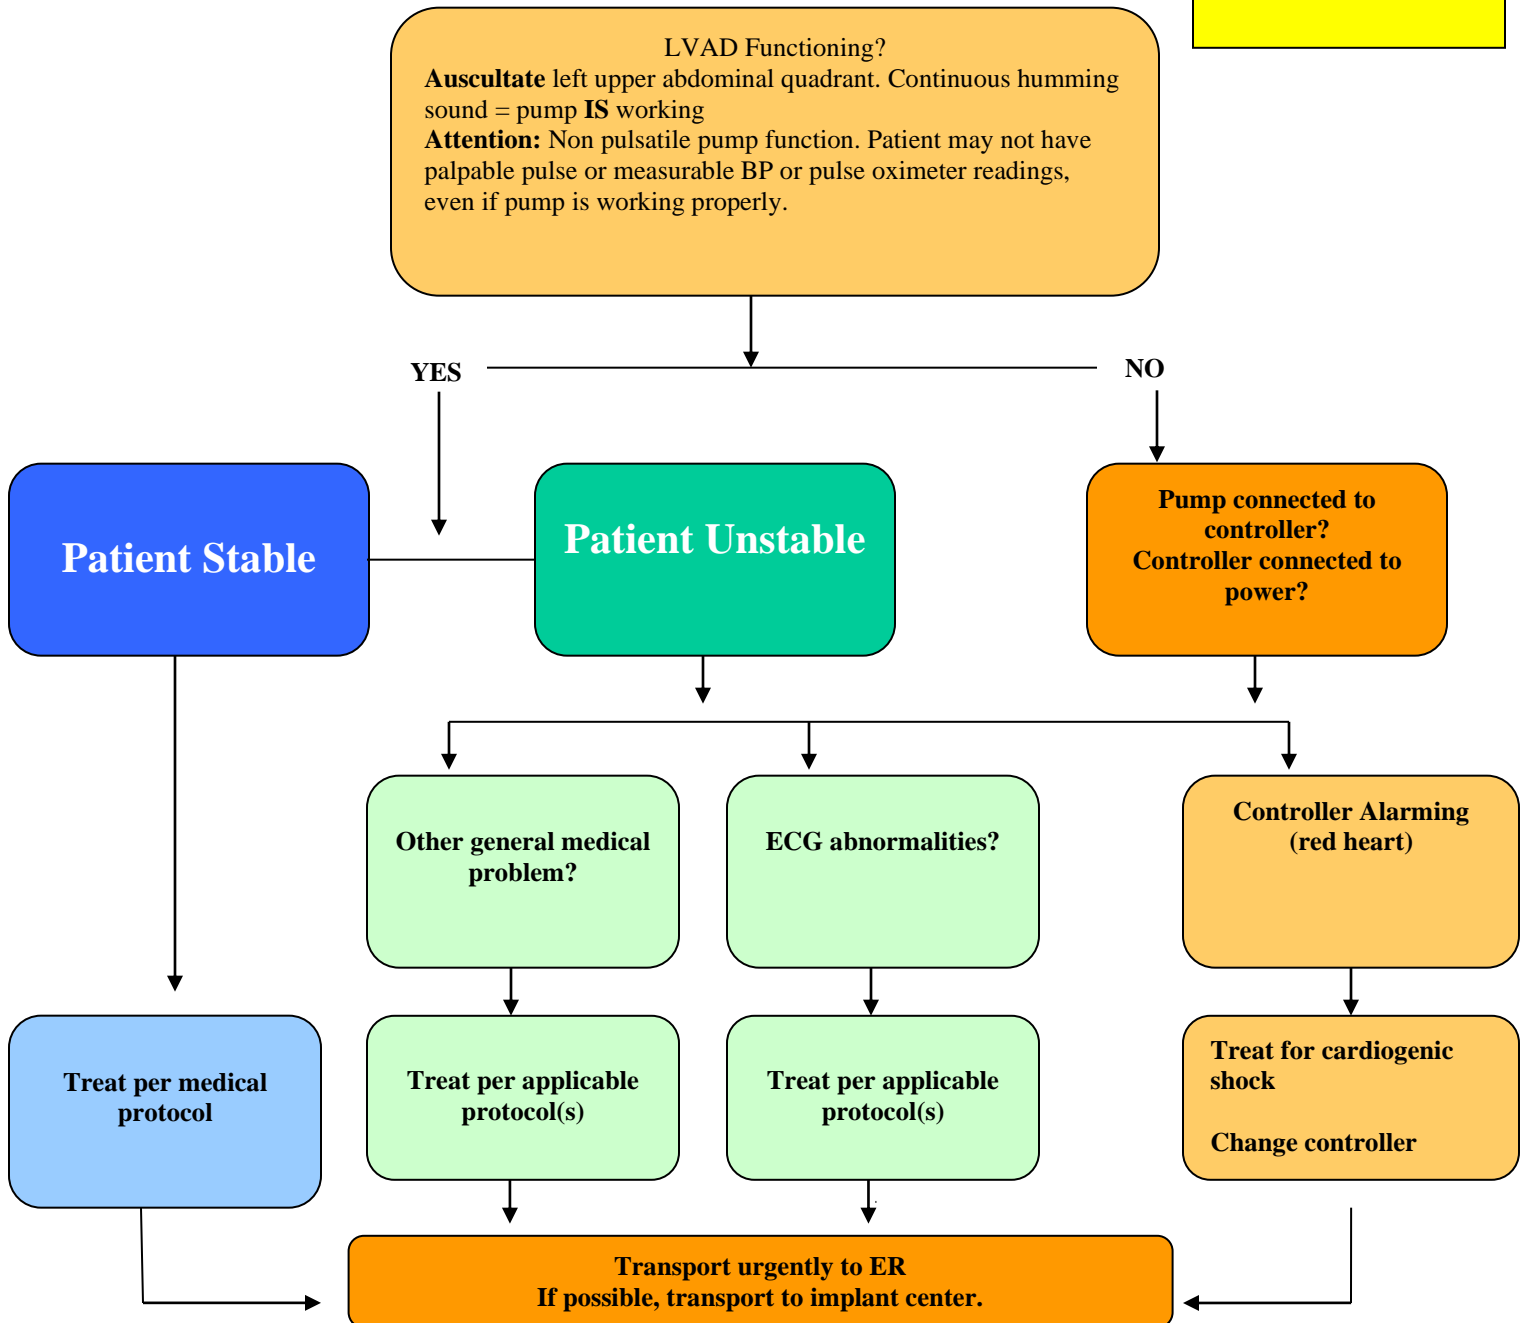 LVAD Functioning?
Auscultate left upper abdominal quadrant. Continuous humming
sound = pump IS working
Attention: Non pulsatile pump function. Patient may not have
palpable pulse or measurable BP or pulse oximeter readings,
even if pump is working properly.
YES
NO
Patient Stable
Patient Unstable
Pump connected to
controller?
Controller connected to
power?
Other general medical
problem?
ECG abnormalities?
Controller Alarming
(red heart)
Treat per medical
protocol
Treat per applicable
protocol(s)
Treat per applicable
protocol(s)
Treat for cardiogenic
shock
Change controller
Transport urgently to ER
If possible, transport to implant center.